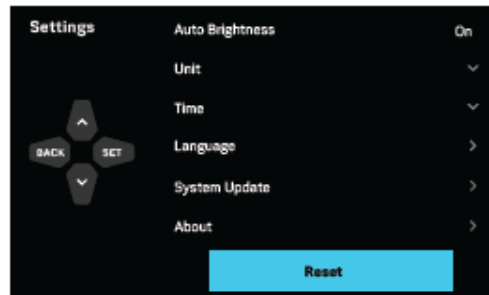 Settings
Auto Brightness On
Unit
Time
BACK SET
Language
System Update
About
Reset